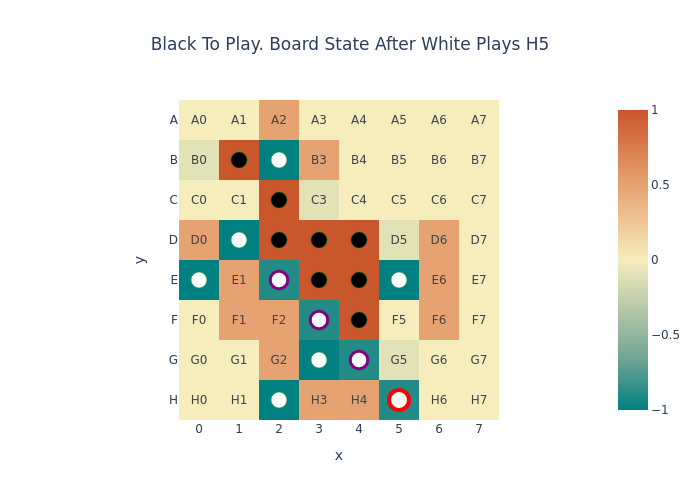 Black To Play. Board State After White Plays H5
A A0 A1 A2 A3 A4 A5 A6 A7
B B0 B3 B4 B5 B6 B7
C C0 C1 C3 C4 C5 C6 C7
D D0 D5 D6 D7
E E1 E6 E7
F F0 F1 F2 F5 F6 F7
G G0 G1 G2 G5 G6 G7
H H0 H1 H3 H4 H6 H7
0 1 2 3 4 5 6 7
x
y
1
0.5
0
−0.5
−1